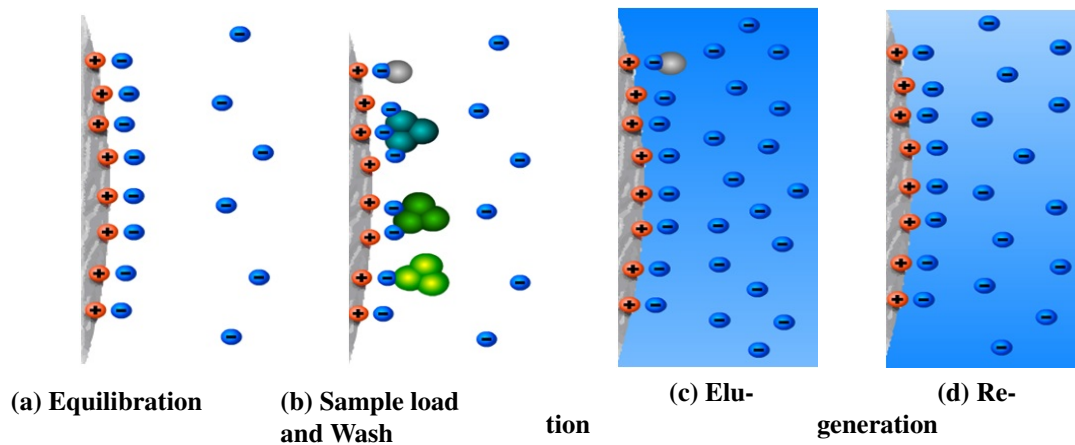 (a) Equilibration
(b) Sample load
and Wash
(c) Elu-
tion
(d) Re-
generation